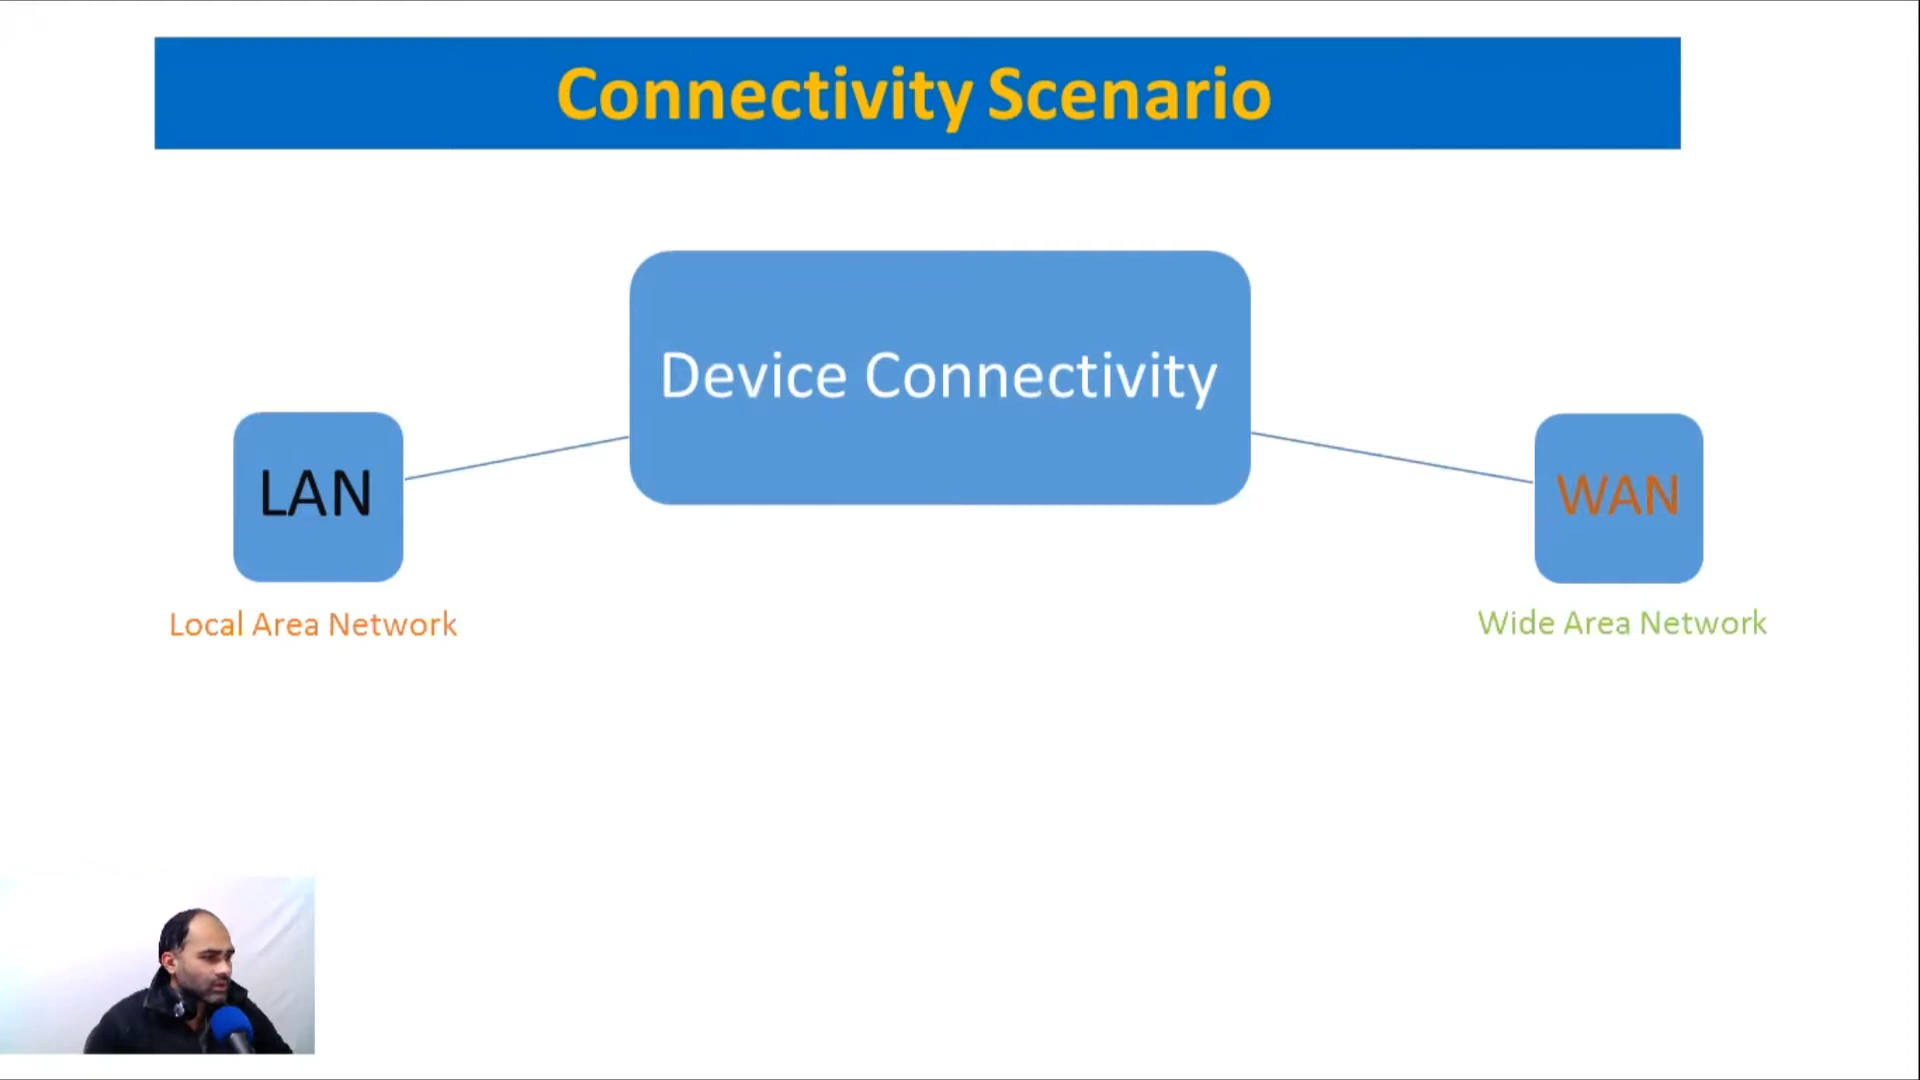 Connectivity Scenario
Device Connectivity
LAN
WAN
Local Area Network
Wide Area Network